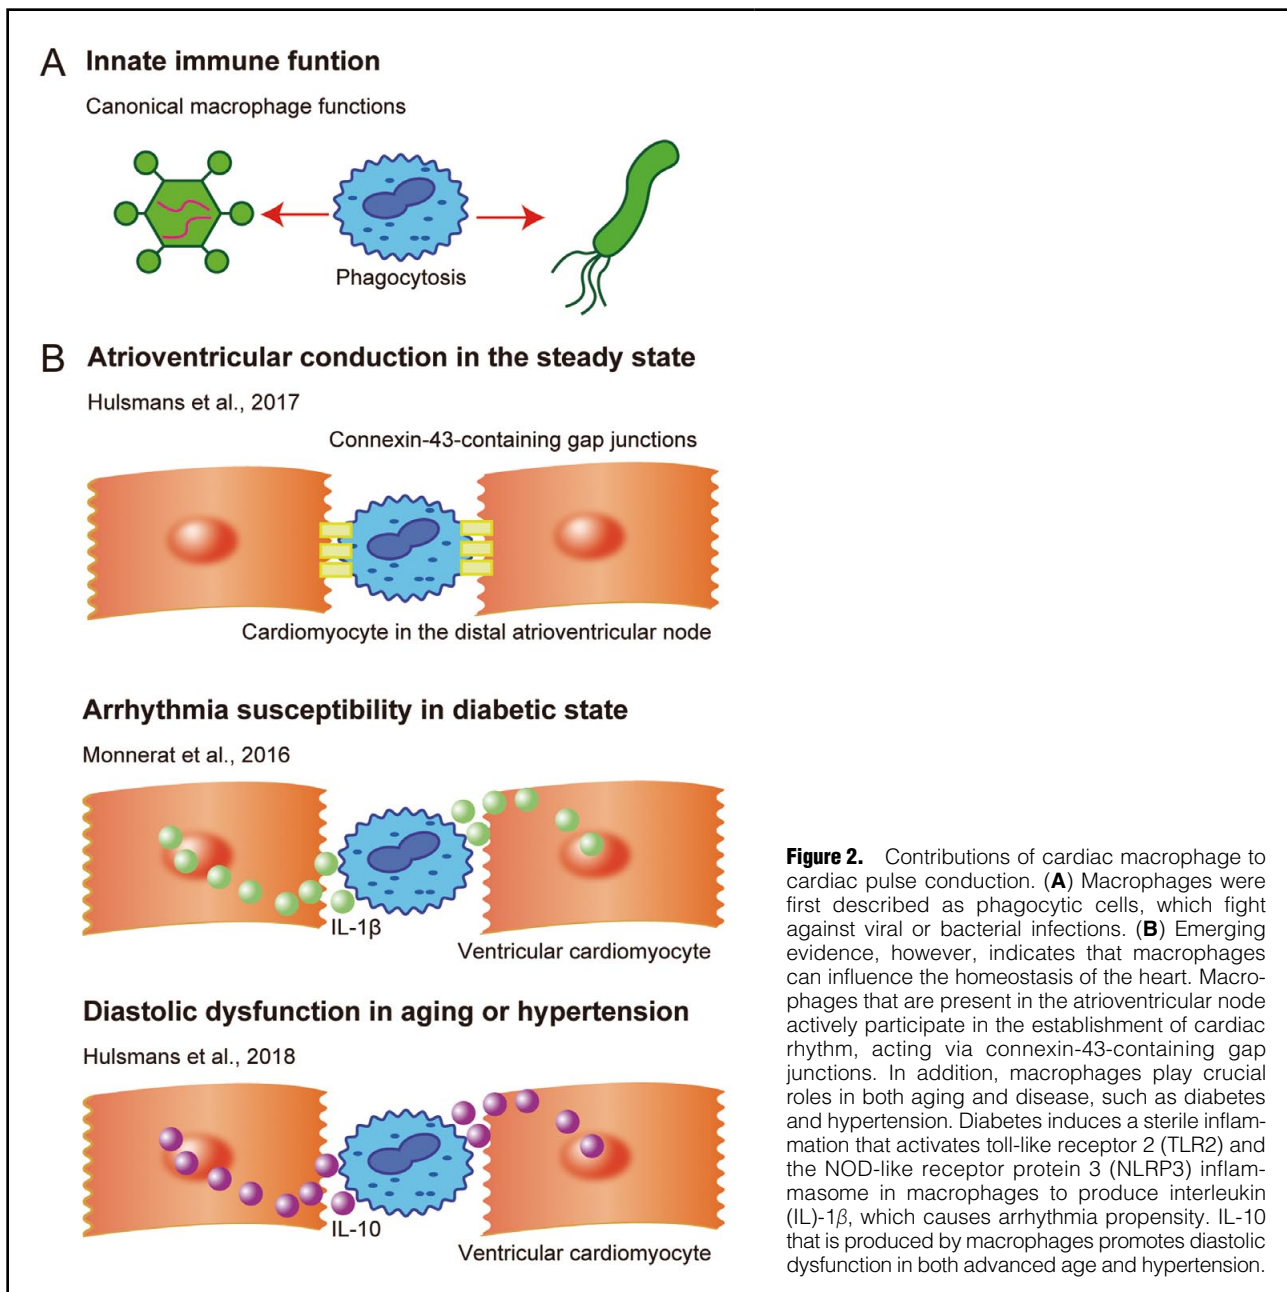 A Innate immune funtion
Canonical macrophage functions
Phagocytosis
B Atrioventricular conduction in the steady state
Hulsmans et al., 2017
Connexin-43-containing gap junctions
Cardiomyocyte in the distal atrioventricular node
Arrhythmia susceptibility in diabetic state
Monnerat et al., 2016
IL-1β
Ventricular cardiomyocyte
Diastolic dysfunction in aging or hypertension
Hulsmans et al., 2018
IL-10
Ventricular cardiomyocyte
Figure 2. Contributions of cardiac macrophage to
cardiac pulse conduction. (A) Macrophages were
first described as phagocytic cells, which fight
against viral or bacterial infections. (B) Emerging
evidence, however, indicates that macrophages
can influence the homeostasis of the heart. Macro-
phages that are present in the atrioventricular node
actively participate in the establishment of cardiac
rhythm, acting via connexin-43-containing gap
junctions. In addition, macrophages play crucial
roles in both aging and disease, such as diabetes
and hypertension. Diabetes induces a sterile inflam-
mation that activates toll-like receptor 2 (TLR2) and
the NOD-like receptor protein 3 (NLRP3) inflam-
masome in macrophages to produce interleukin
(IL)-1β, which causes arrhythmia propensity. IL-10
that is produced by macrophages promotes diastolic
dysfunction in both advanced age and hypertension.